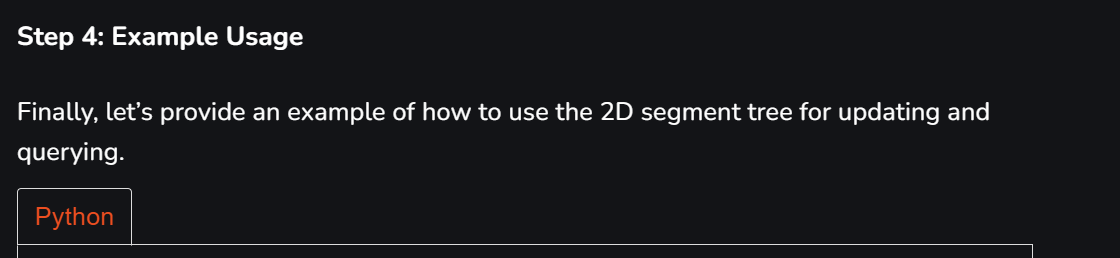 Step 4: Example Usage
Finally, let’s provide an example of how to use the 2D segment tree for updating and
querying.
Python